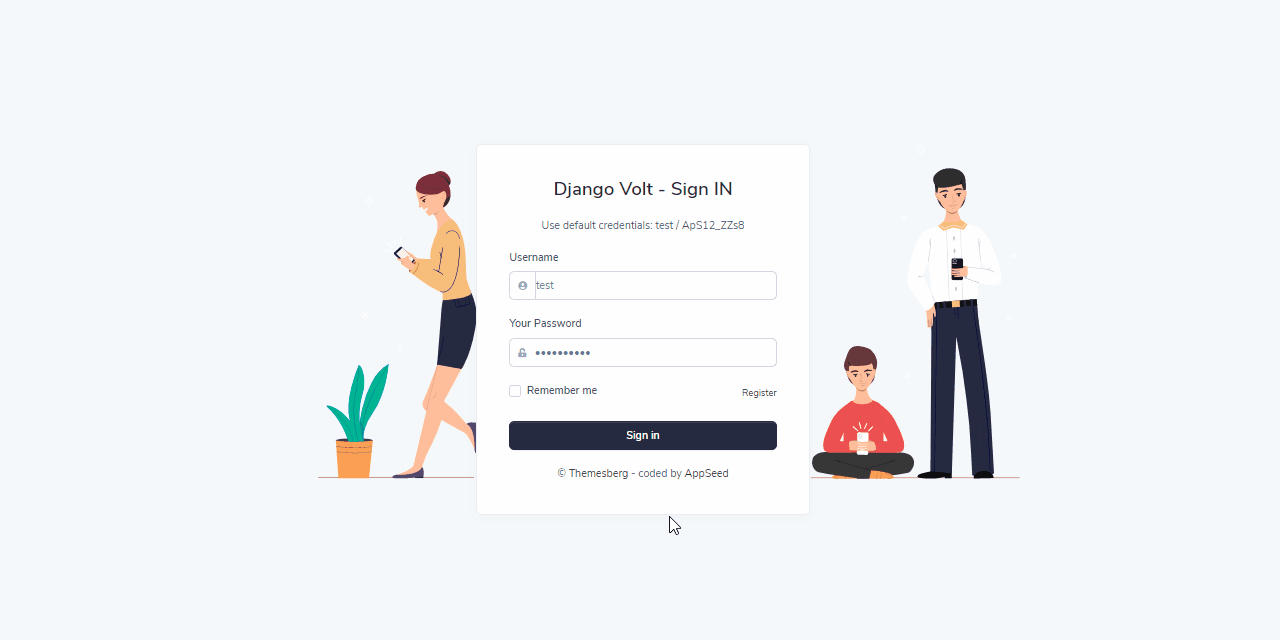 Django Volt - Sign IN
Use default credentials: test / ApS12_ZZs8
Username
test
Your Password
••••••••••
Remember me
Register
Sign in
© Themesberg - coded by AppSeed